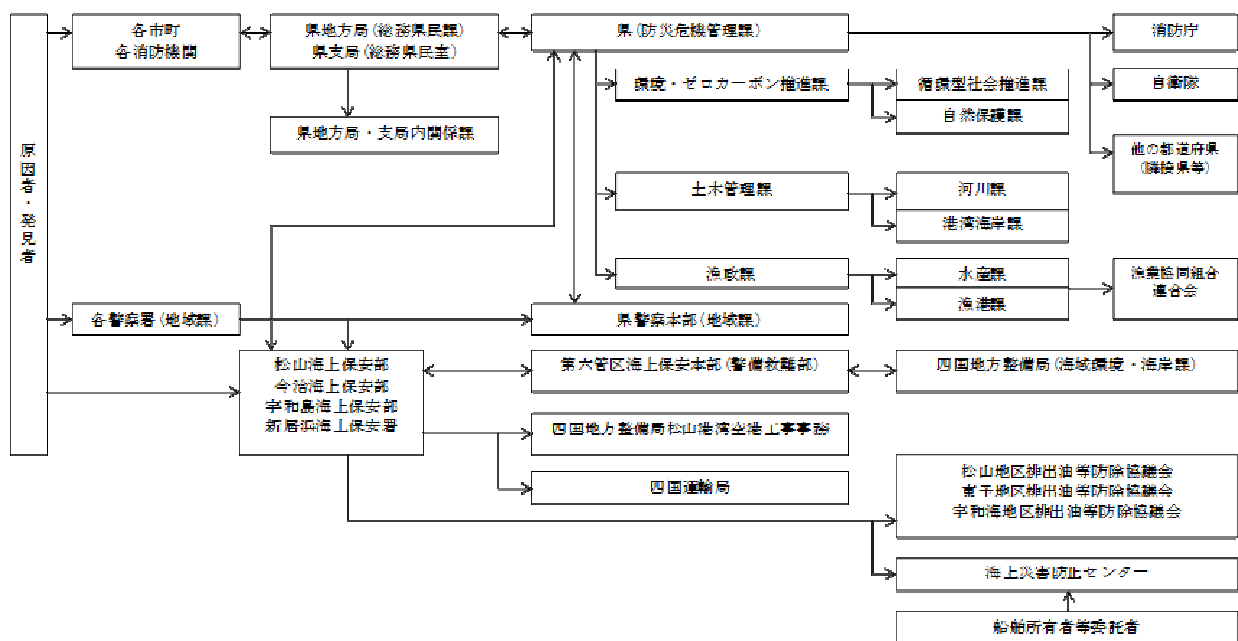 各市町
各消防機関
県地方局(総務県民課)
県支局(総務県民室)
県(防災危機管理課)
消防庁
環境・ゼロカーボン推進課
循環型社会推進課
自衛隊
自然保護課
県地方局・支局内関係課
他の都道府県
(隣接県等)
原因者・発見者
土木管理課
河川課
港湾海岸課
漁政課
水産課
漁業協同組合
連合会
漁港課
各警察署(地域課)
県警察本部(地域課)
松山海上保安部
今治海上保安部
宇和島海上保安部
新居浜海上保安署
第六管区海上保安本部(警備救難部)
四国地方整備局(海域環境・海岸課)
四国地方整備局松山港湾空港工事事務
四国運輸局
松山地区排出油等防除協議会
東予地区排出油等防除協議会
宇和海地区排出油等防除協議会
海上災害防止センター
船舶所有者等委託者